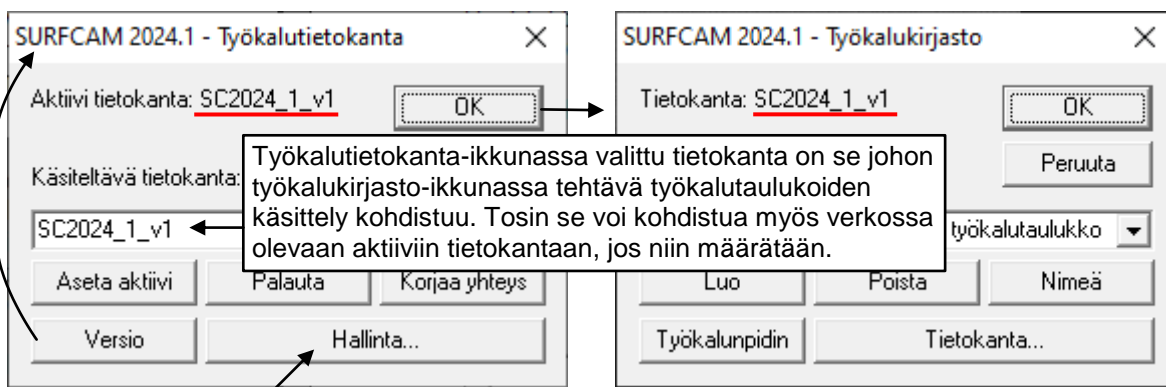 SURFCAM 2024.1 - Työkalutietokanta
Aktiivi tietokanta: SC2024_1_v1
OK
Käsiteltävä tietokanta:
SC2024_1_v1
Aseta aktiivi
Palauta
Korjaa yhteys
Versio
Hallinta...
Työkalutietokanta-ikkunassa valittu tietokanta on se johon
työkalukirjasto-ikkunassa tehtävä työkalutaulukoiden
käsittely kohdistuu. Tosin se voi kohdistua myös verkossa
olevaan aktiiviin tietokantaan, jos niin määrätään.
SURFCAM 2024.1 - Työkalukirjasto
Tietokanta: SC2024_1_v1
OK
Peruuta
työkalutaulukko
Luo
Poista
Nimeä
Työkalunpidin
Tietokanta...